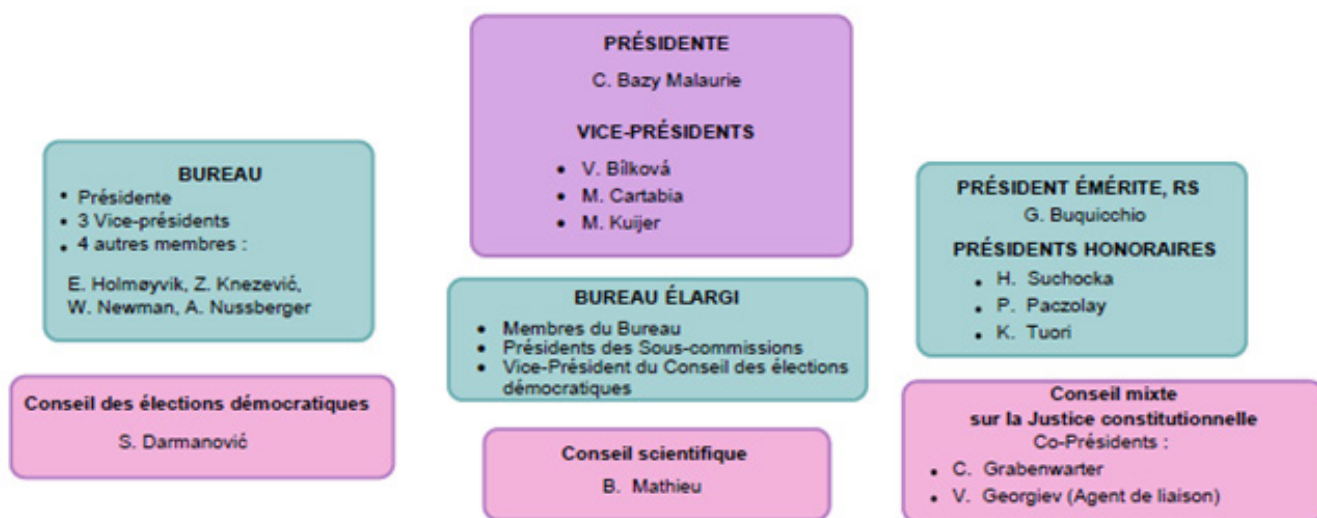 PRÉSIDENTE
C. Bazy Malaurie
VICE-PRÉSIDENTS
• V. Bílková
• M. Cartabia
• M. Kuijer
BUREAU
• Présidente
• 3 Vice-présidents
• 4 autres membres :
E. Holmøyvik, Z. Knezević,
W. Newman, A. Nussberger
PRÉSIDENT ÉMÉRITE, RS
G. Buquicchio
PRÉSIDENTS HONORAIRES
• H. Suchocka
• P. Paczolay
• K. Tuori
BUREAU ÉLARGI
• Membres du Bureau
• Présidents des Sous-commissions
• Vice-Président du Conseil des élections
démocratiques
Conseil des élections démocratiques
S. Darmanović
Conseil scientifique
B. Mathieu
Conseil mixte
sur la Justice constitutionnelle
Co-Présidents :
• C. Grabenwarter
• V. Georgiev (Agent de liaison)